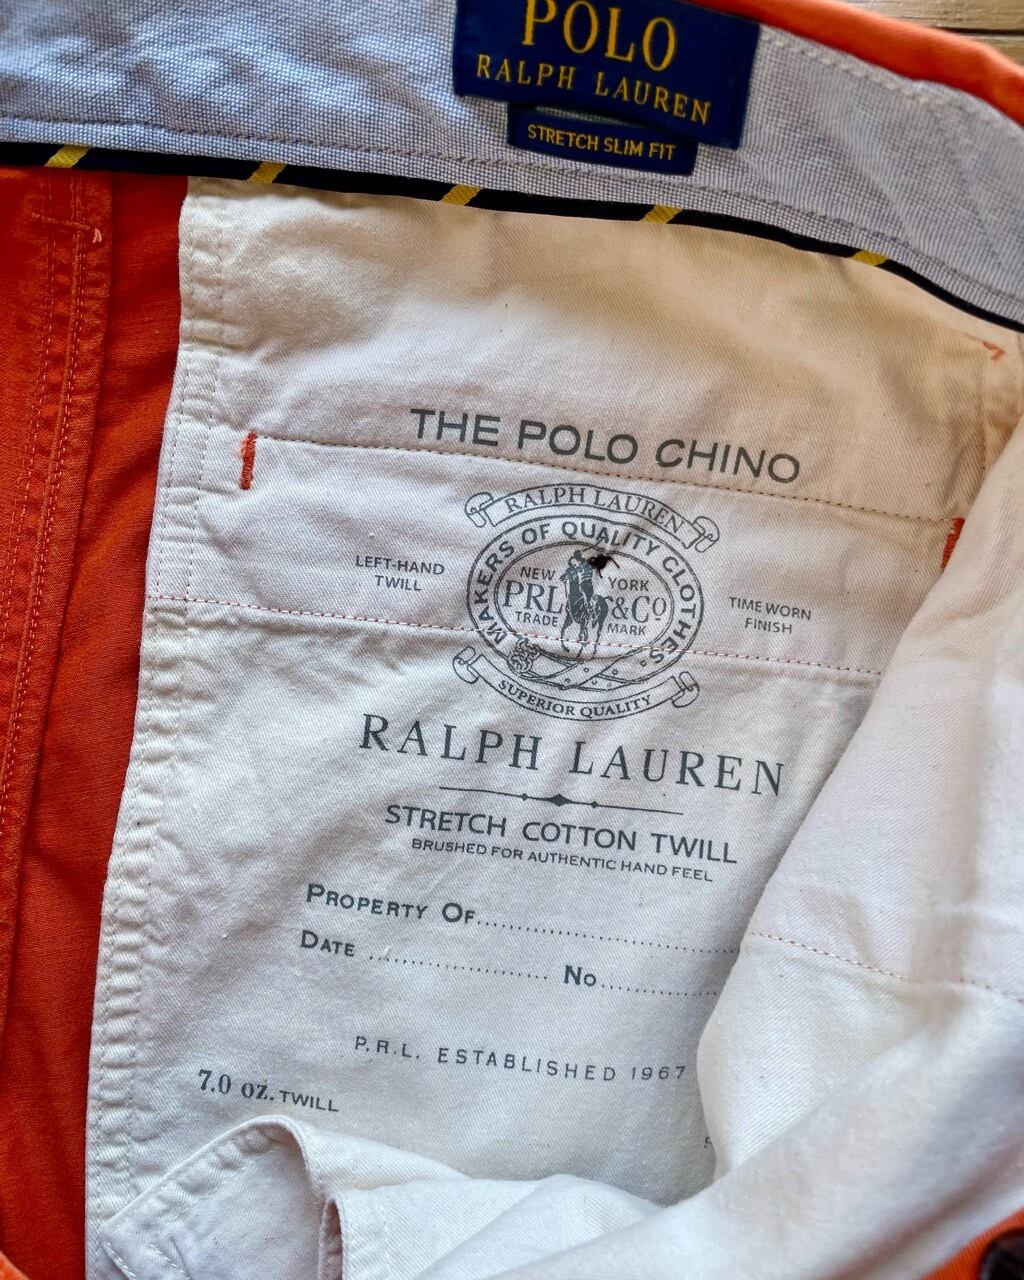 POLO
RALPH LAUREN
STRETCH SLIM FIT
THE POLO CHINO
RALPH LAUREN
MAKERS OF QUALITY CLOTHES
LEFT-HAND
TWILL
NEW YORK
PRL &Co
TRADE MARK
TIME WORN
FINISH
SUPERIOR QUALITY
RALPH LAUREN
STRETCH COTTON TWILL
BRUSHED FOR AUTHENTIC HAND FEEL
PROPERTY OF
DATE No
P.R.L. ESTABLISHED 1967
7.0 OZ. TWILL